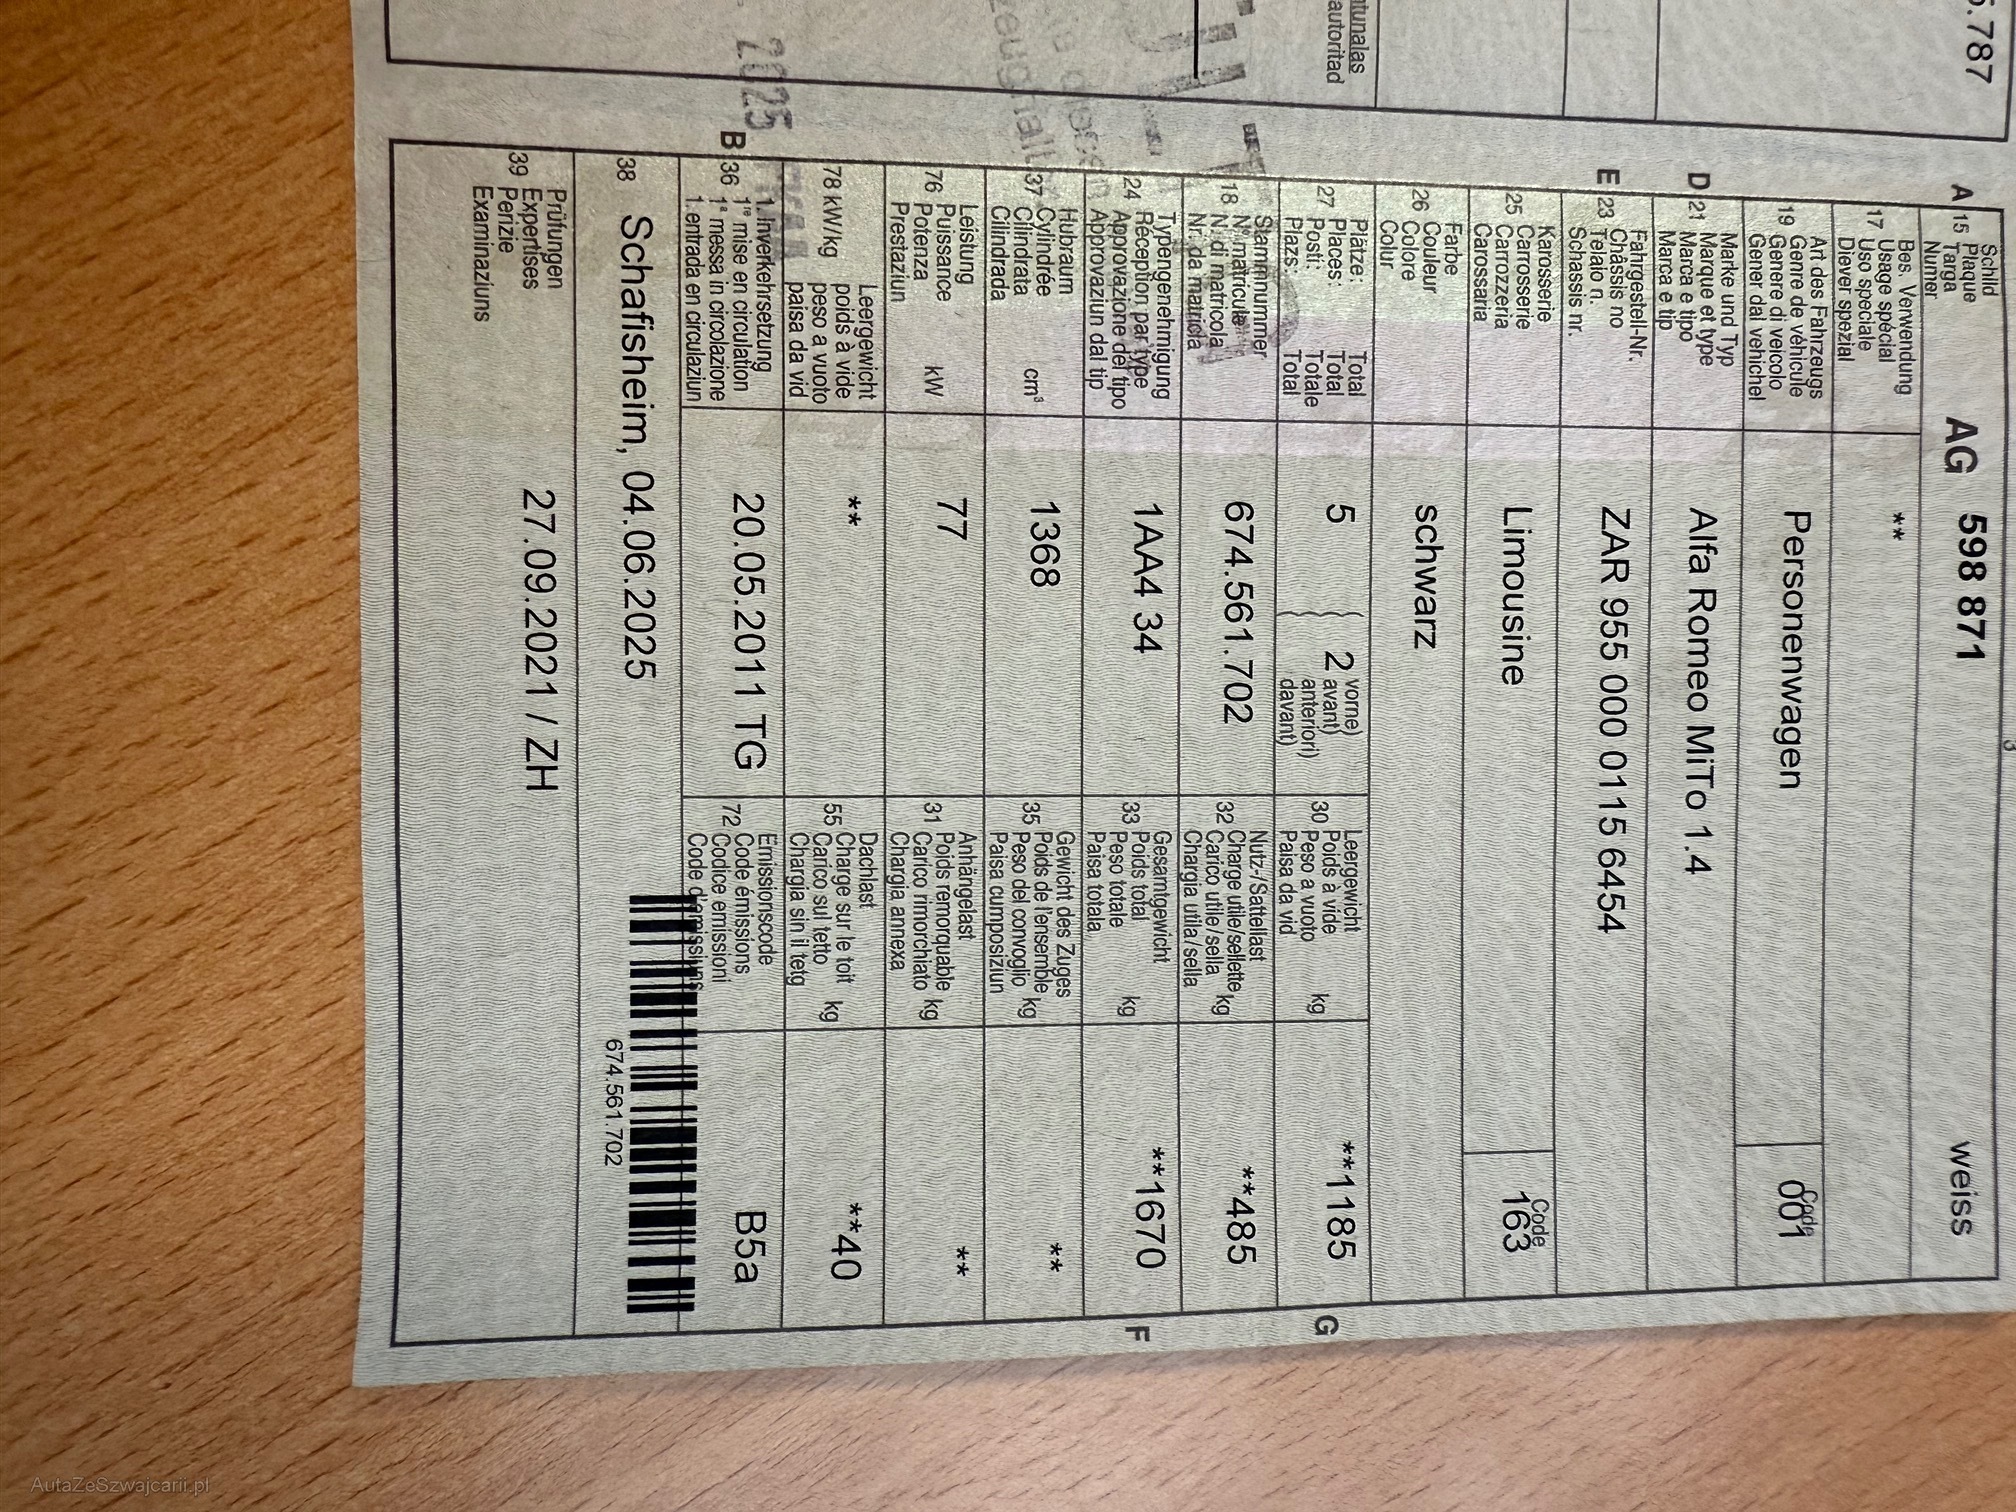 5.787
tunalas
autoritad
2025
A 15
Schild
Plaque
Targa
Numer
AG 598 871
weiss
17
Bes. Verwendung
Usage spécial
Uso speciale
Diever spezial
**
19
Art des Fahrzeugs
Genre de véhicule
Genere di veicolo
Gener dal vehichel
Personenwagen
Code
001
D 21
Marke und Typ
Marque et type
Marca e tipo
Marca e tip
Alfa Romeo MiTo 1.4
E 23
Fahrgestell-Nr.
Châssis no
Telaio n.
Schassis nr.
ZAR 955 000 0115 6454
25
Karosserie
Carrosserie
Carrozzeria
Carossaria
Limousine
Code
163
26
Farbe
Couleur
Colore
Colur
schwarz
27
Plätze: Total
Places: Total
Posti: Totale
Plazs: Total
5
2
vorne)
avant)
anteriori)
davant)
30
Leergewicht
Poids à vide
Peso a vuoto
Paisa da vid
kg
**1185
G
18
Stammnummer
N° matricule
N. di matricola
Nr. da matricla
674.561.702
32
Nutz-/Sattellast
Charge utile/sellette
Carico utile/sella
Chargia utila/sella
kg
**485
24
Typengenehmigung
Réception par type
Approvazione del tipo
Approvaziun dal tip
1AA4 34
33
Gesamtgewicht
Poids total
Peso totale
Paisa totala
kg
**1670
F
37
Hubraum
Cylindrée
Cilindrata
Cilindrada
cm³
1368
35
Gewicht des Zuges
Poids de l'ensemble
Peso del convoglio
Paisa cumposiziun
kg
**
76
Leistung
Puissance
Potenza
Prestaziun
kW
77
31
Anhängelast
Poids remorquable
Carico rimorchiato
Chargia annexa
kg
**
78 kW/kg
Leergewicht
poids à vide
peso a vuoto
paisa da vid
**
55
Dachlast
Charge sur le toit
Carico sul tetto
Chargia sin il tetg
kg
**40
B 36
1. Inverkehrsetzung
1re mise en circulation
1a messa in circolazione
1. entrada en circulaziun
20.05.2011 TG
72
Emissionscode
Code émissions
Codice emissioni
Code d'emissiuns
B5a
38 Schafisheim, 04.06.2025
674.561.702
39
Prüfungen
Expertises
Perizie
Examinaziuns
27.09.2021 / ZH
AutaZeSzwajcarii.pl